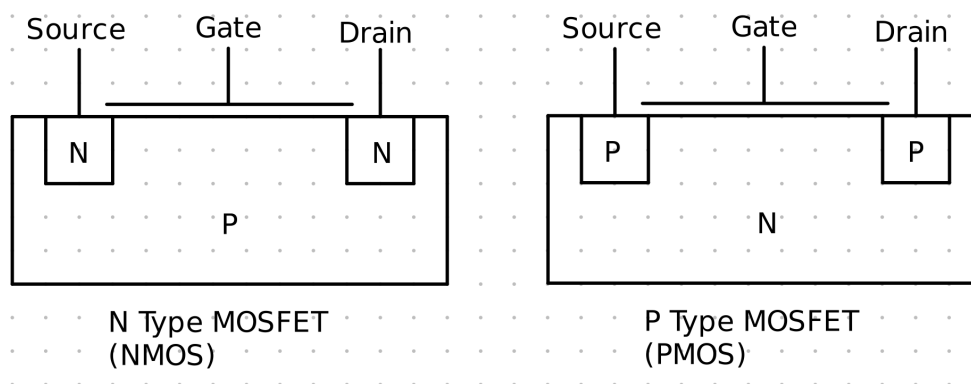 Source Gate Drain
N N
P
N Type MOSFET
(NMOS)
Source Gate Drain
P P
N
P Type MOSFET
(PMOS)